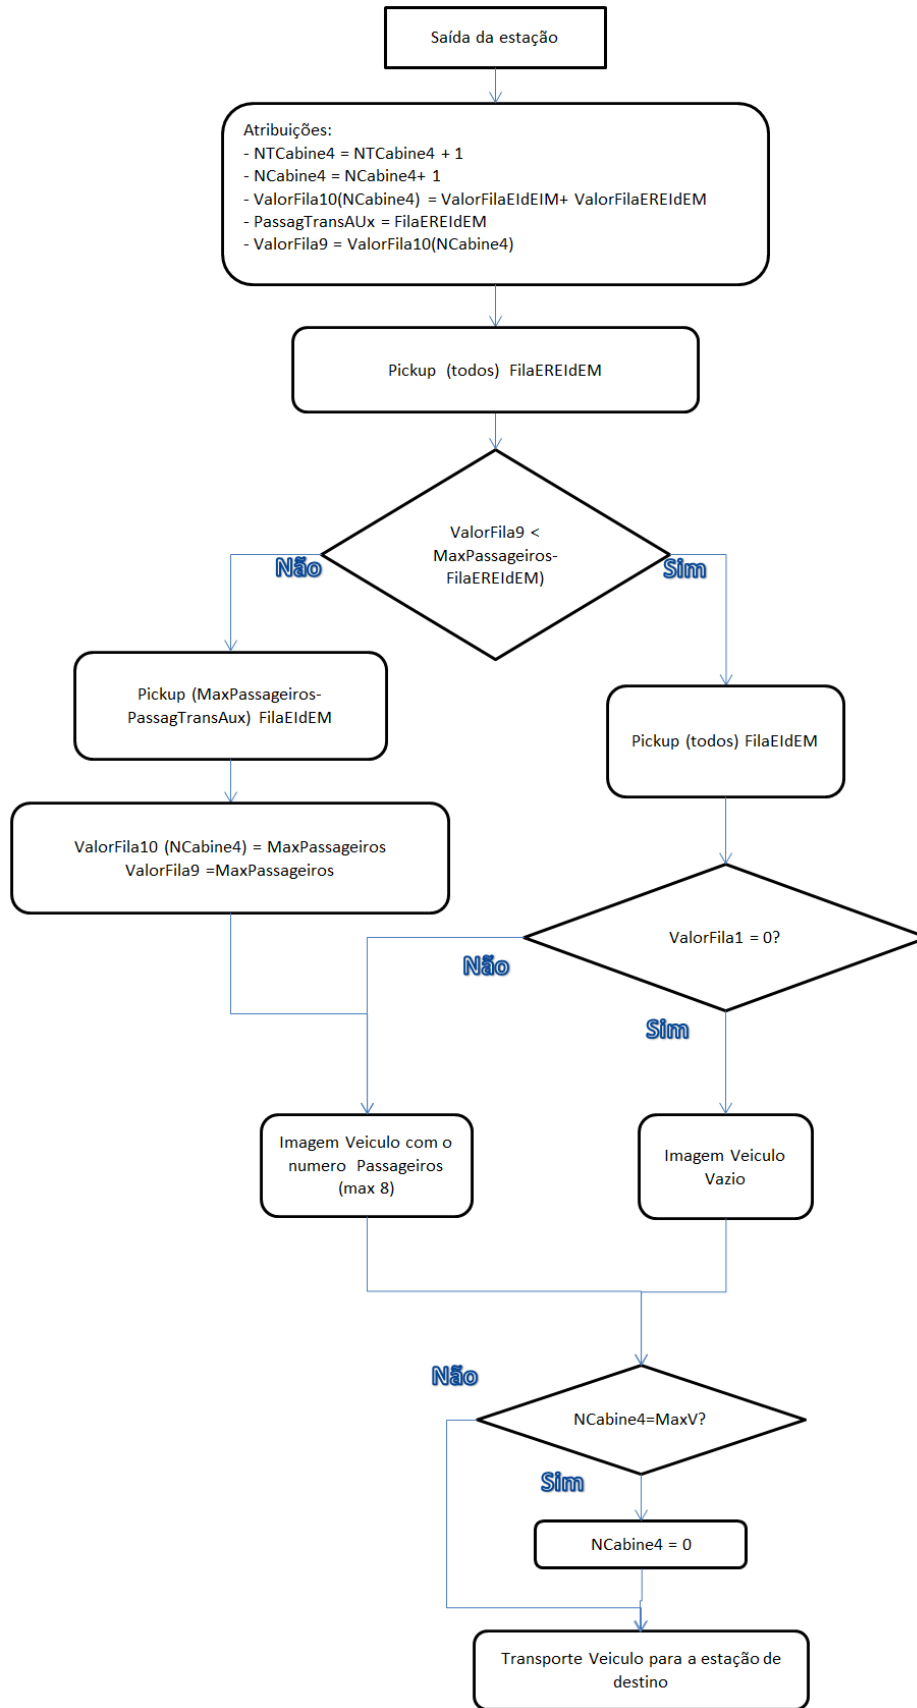 Saída da estação
Atribuições:
- NTCabine4 = NTCabine4 + 1
- NCabine4 = NCabine4+ 1
- ValorFila10(NCabine4) = ValorFilaEIdEIM+ ValorFilaEREIdEM
- PassagTransAUx = FilaEREIdEM
- ValorFila9 = ValorFila10(NCabine4)
Pickup (todos) FilaEREIdEM
ValorFila9 <
MaxPassageiros-
FilaEREIdEM)
Não
Sim
Pickup (MaxPassageiros-
PassagTransAux) FilaEIdEM
Pickup (todos) FilaEIdEM
ValorFila10 (NCabine4) = MaxPassageiros
ValorFila9 =MaxPassageiros
ValorFila1 = 0?
Não
Sim
Imagem Veiculo com o
numero Passageiros
(max 8)
Imagem Veiculo
Vazio
Não
NCabine4=MaxV?
Sim
NCabine4 = 0
Transporte Veiculo para a estação de
destino